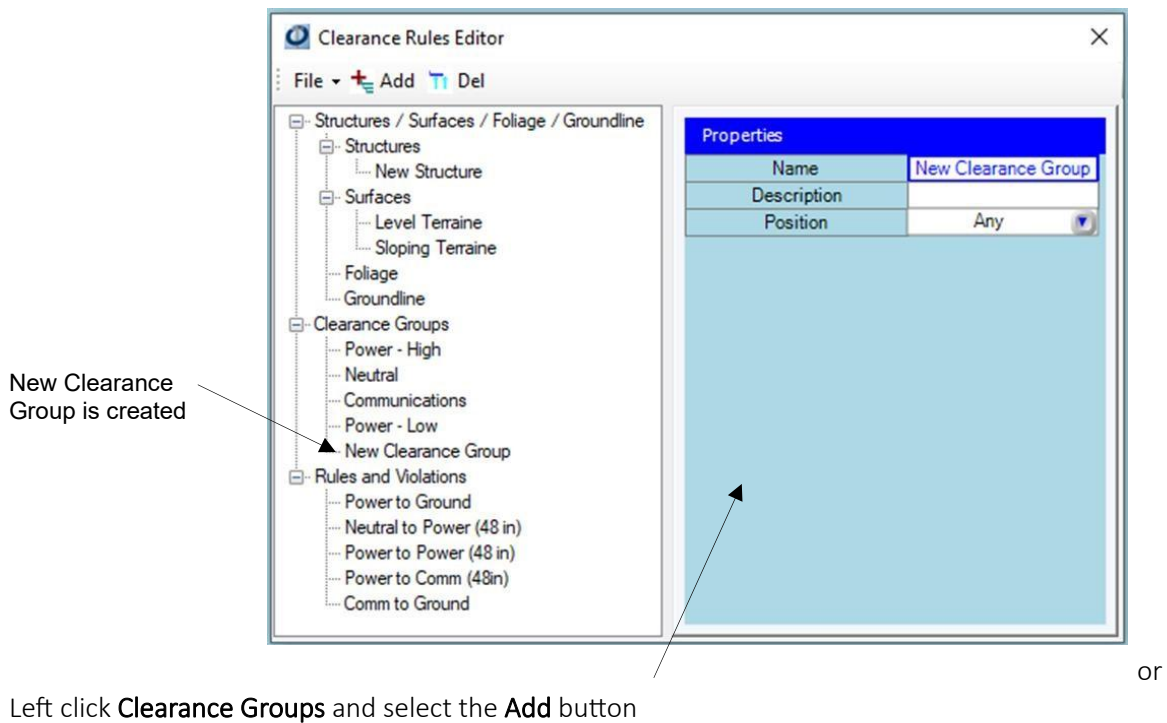 Clearance Rules Editor
File Add Del
Structures / Surfaces / Foliage / Groundline
Structures
New Structure
Surfaces
Level Terraine
Sloping Terraine
Foliage
Groundline
Clearance Groups
Power - High
Neutral
Communications
Power - Low
New Clearance Group
Rules and Violations
Power to Ground
Neutral to Power (48 in)
Power to Power (48 in)
Power to Comm (48in)
Comm to Ground
Properties
Name New Clearance Group
Description
Position Any
New Clearance
Group is created
or
Left click Clearance Groups and select the Add button